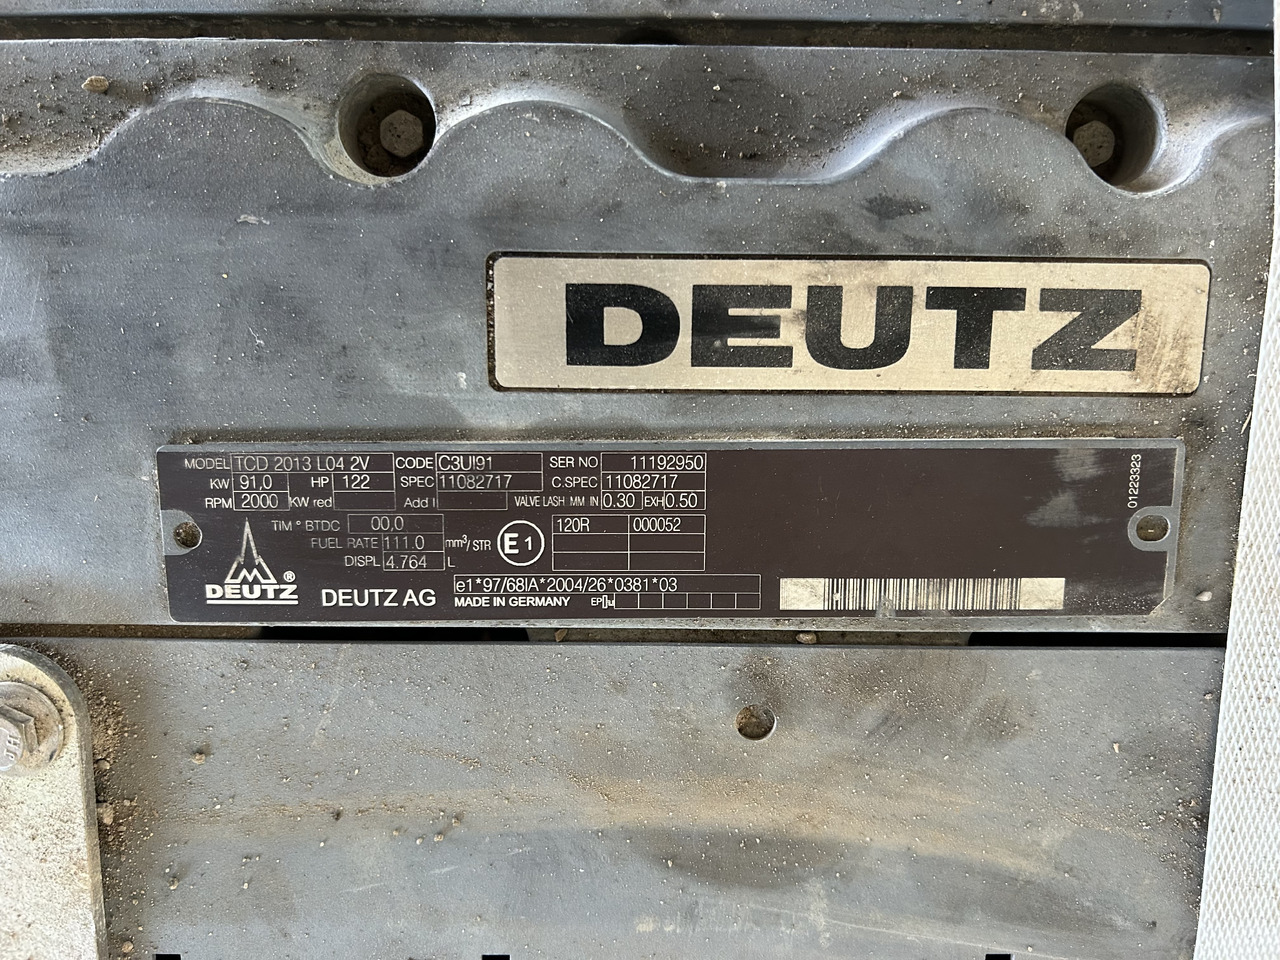 DEUTZ
MODEL TCD 2013 L04 2V CODE C3UI91 SER NO 11192950
KW 91,0 HP 122 SPEC 11082717 C.SPEC 11082717
RPM 2000 KW red Add I VALVE LASH MM IN 0.30 EXH 0.50
TIM ° BTDC 00,0
FUEL RATE 111.0 mm³/STR
DISPL 4.764 L
E1
120R 000052
DEUTZ®
DEUTZ AG
e1*97/68IA*2004/26*0381*03
MADE IN GERMANY
01223323